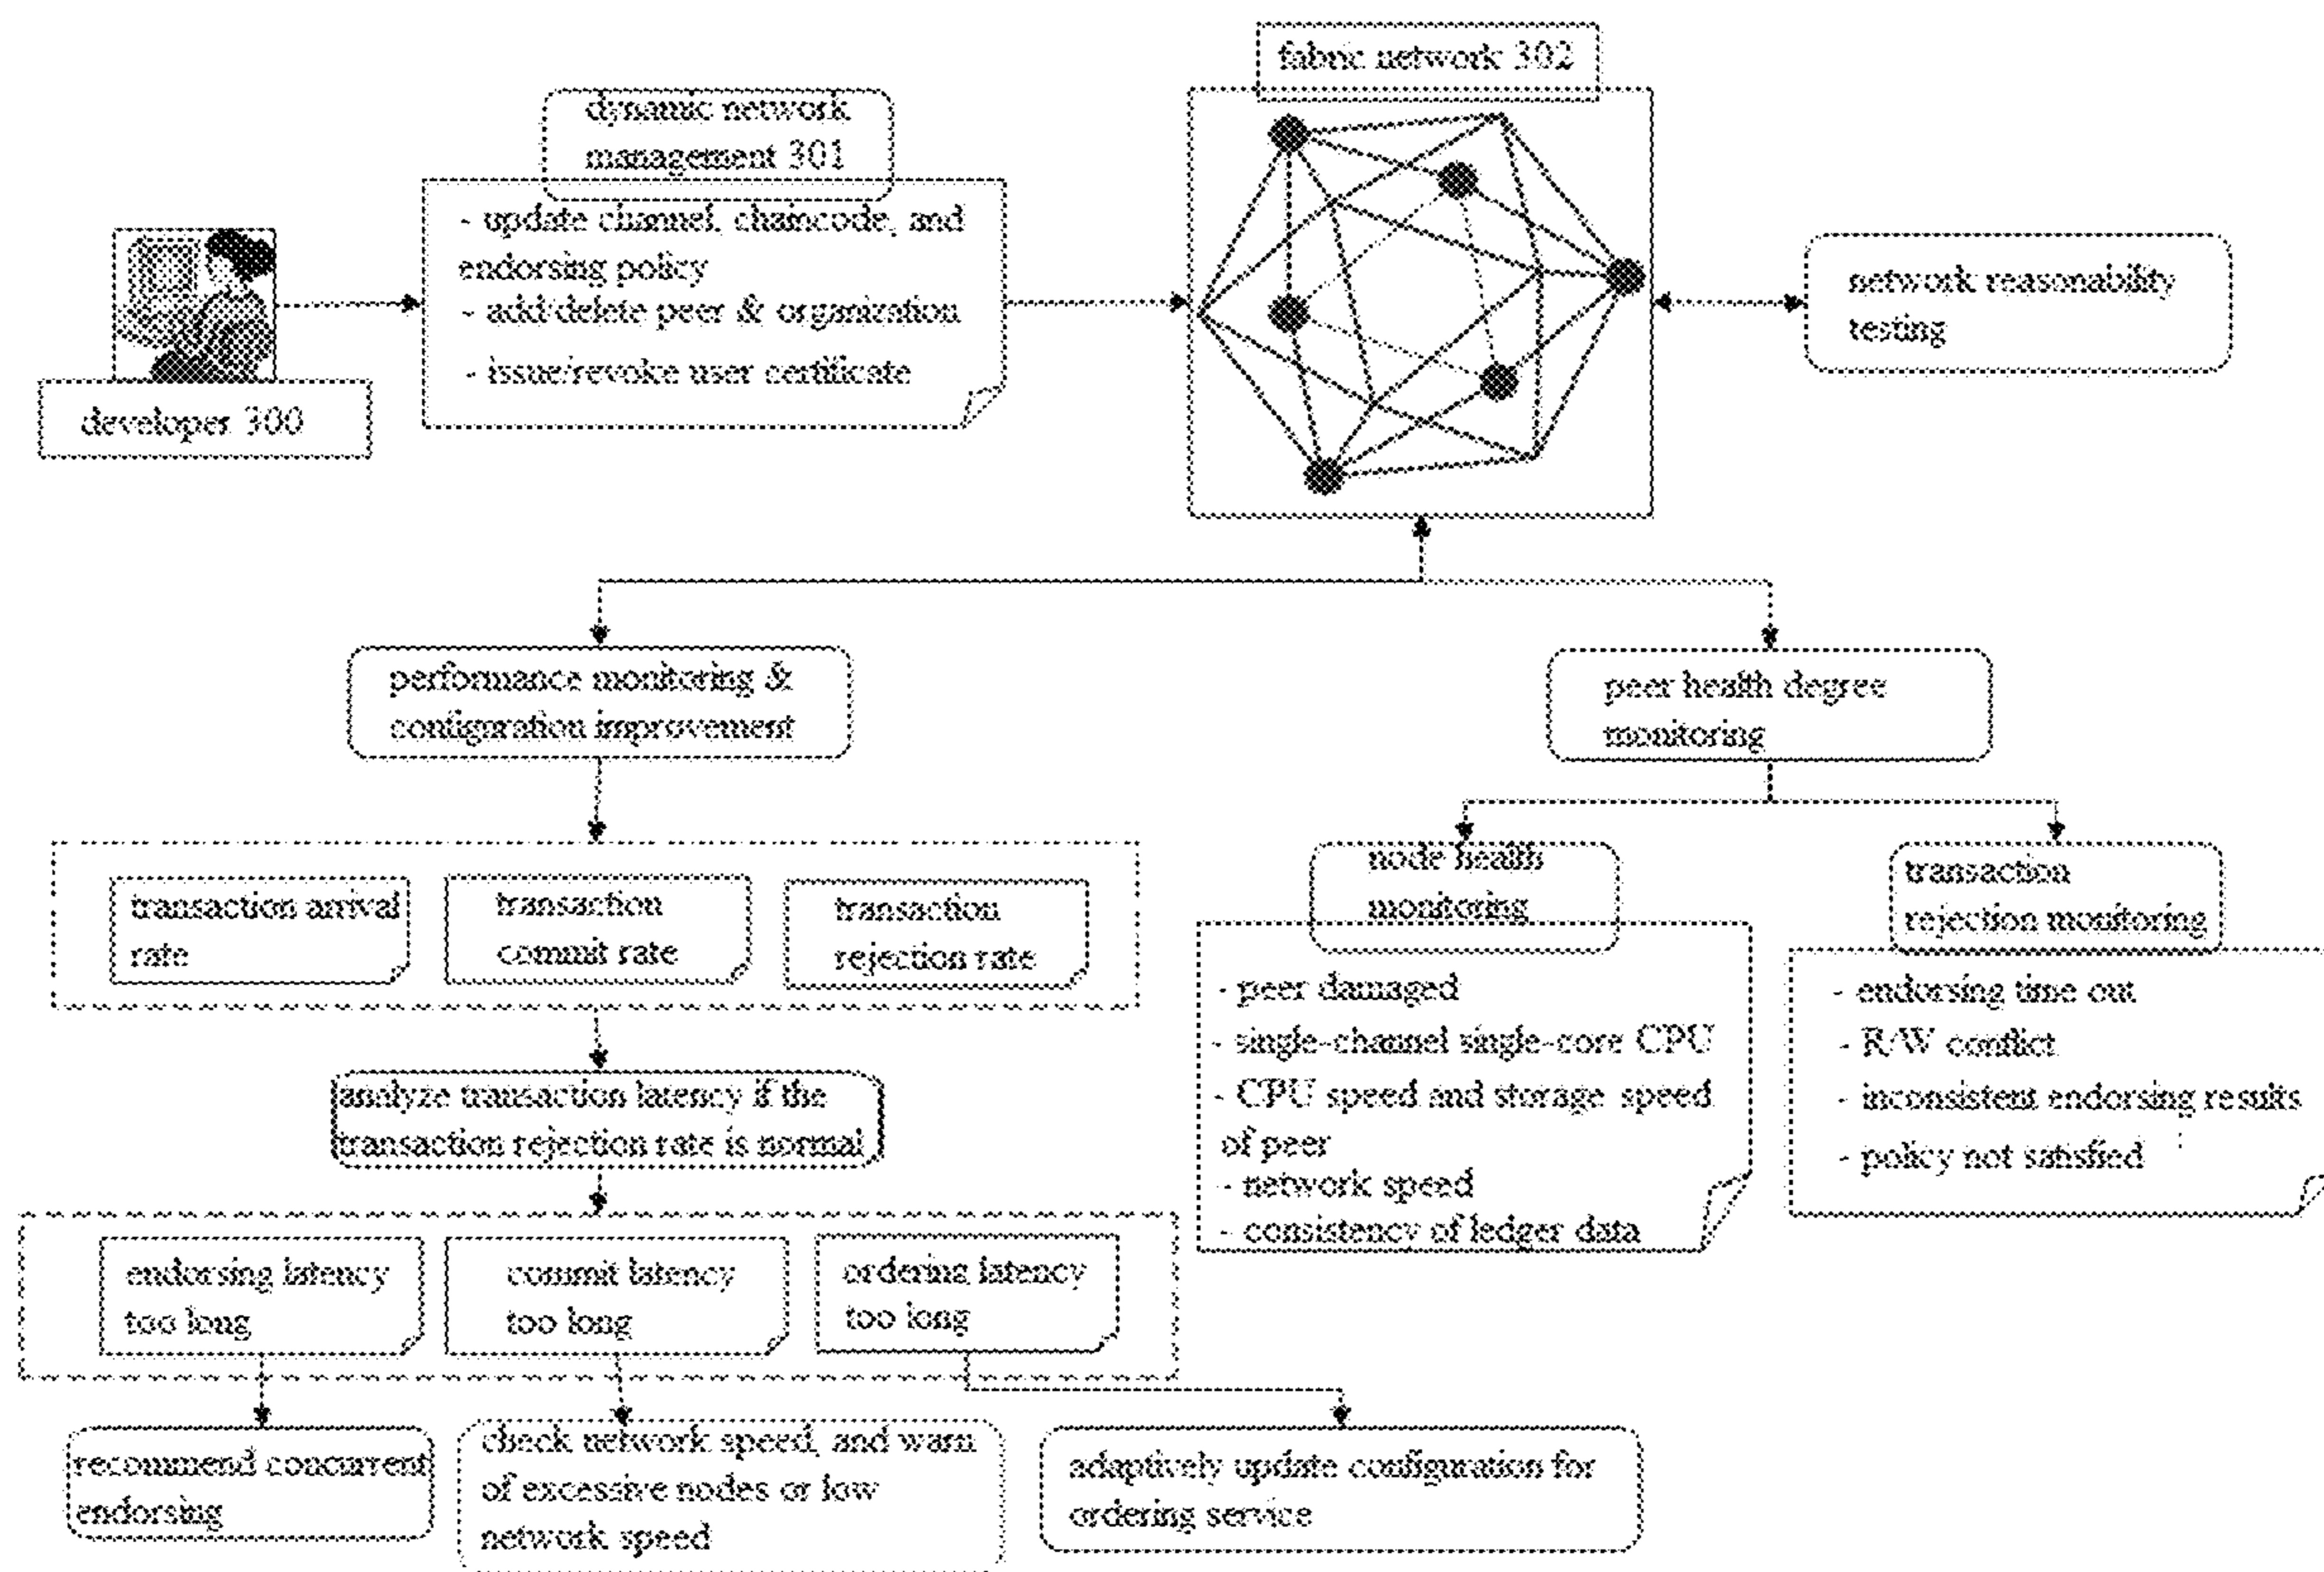 fabric network 302
dynamic network
management 301
- update channel, chaincode, and
endorsing policy
- add/delete peer & organization
- issue/revoke user certificate
developer 300
network reasonability
testing
performance monitoring &
configuration improvement
peer health degree
monitoring
transaction arrival
rate
transaction
commit rate
transaction
rejection rate
node health
monitoring
- peer damaged
- single-channel single-core CPU
- CPU speed and storage speed
of peer
- network speed
- consistency of ledger data
transaction
rejection monitoring
- endorsing time out
- R/W conflict
- inconsistent endorsing results
- policy not satisfied
analyze transaction latency if the
transaction rejection rate is normal
endorsing latency
too long
commit latency
too long
ordering latency
too long
recommend concurrent
endorsing
check network speed, and warn
of excessive nodes or low
network speed
adaptively update configuration for
ordering service